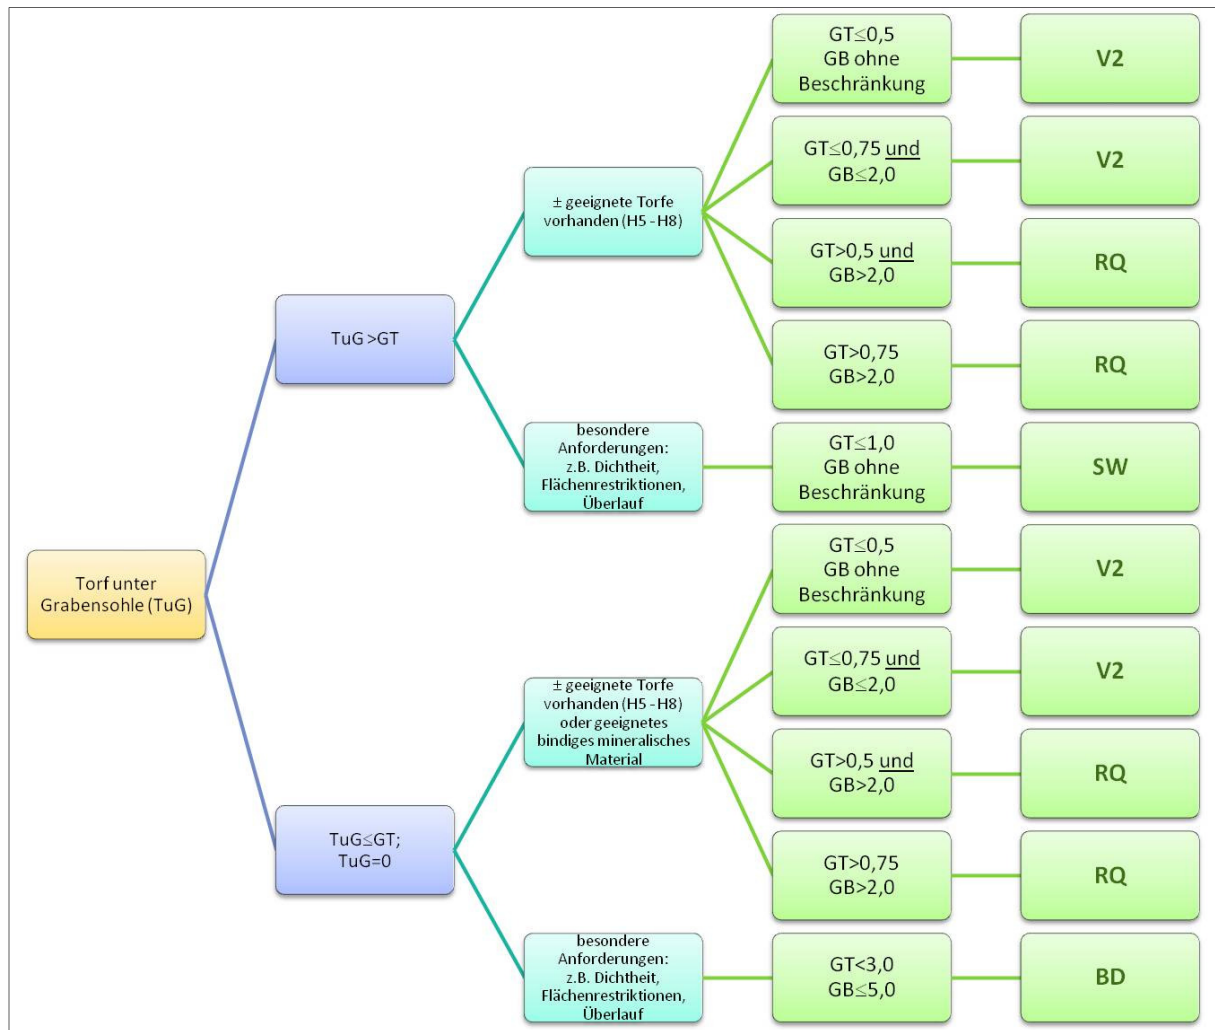 Torf unter
Grabensohle (TuG)
TuG >GT
± geeignete Torfe
vorhanden (H5 - H8)
GT≤0,5
GB ohne
Beschränkung
V2
GT≤0,75 und
GB≤2,0
V2
GT>0,5 und
GB>2,0
RQ
GT>0,75
GB>2,0
RQ
besondere
Anforderungen:
z.B. Dichtheit,
Flächenrestriktionen,
Überlauf
GT≤1,0
GB ohne
Beschränkung
SW
TuG≤GT;
TuG=0
± geeignete Torfe
vorhanden (H5 - H8)
oder geeignetes
bindiges mineralisches
Material
GT≤0,5
GB ohne
Beschränkung
V2
GT≤0,75 und
GB≤2,0
V2
GT>0,5 und
GB>2,0
RQ
GT>0,75
GB>2,0
RQ
besondere
Anforderungen:
z.B. Dichtheit,
Flächenrestriktionen,
Überlauf
GT<3,0
GB≤5,0
BD